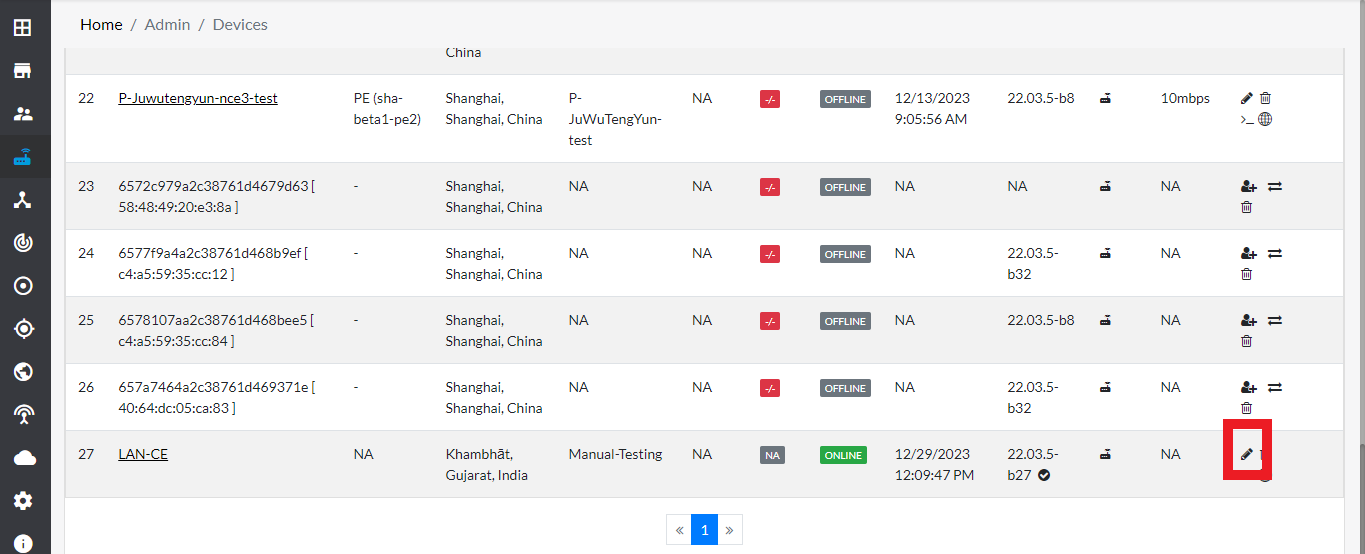 Home / Admin / Devices
China
22 P-Juwutengyun-nce3-test PE (sha- Shanghai, P- NA -/- OFFLINE 12/13/2023 22.03.5-b8 10mbps
beta1-pe2) Shanghai, China JuWuTengYun- 9:05:56 AM
test
23 6572c979a2c38761d4679d63 [ - Shanghai, NA NA -/- OFFLINE NA NA NA
58:48:49:20:e3:8a ] Shanghai, China
24 6577f9a4a2c38761d468b9ef [ - Shanghai, NA NA -/- OFFLINE NA 22.03.5- NA
c4:a5:59:35:cc:12 ] Shanghai, China b32
25 6578107aa2c38761d468bee5 [ - Shanghai, NA NA -/- OFFLINE NA 22.03.5-b8 NA
c4:a5:59:35:cc:84 ] Shanghai, China
26 657a7464a2c38761d469371e [ - Shanghai, NA NA -/- OFFLINE NA 22.03.5- NA
40:64:dc:05:ca:83 ] Shanghai, China b32
27 LAN-CE NA Khambhāt, Manual-Testing NA NA ONLINE 12/29/2023 22.03.5- NA
Gujarat, India 12:09:47 PM b27
« 1 »